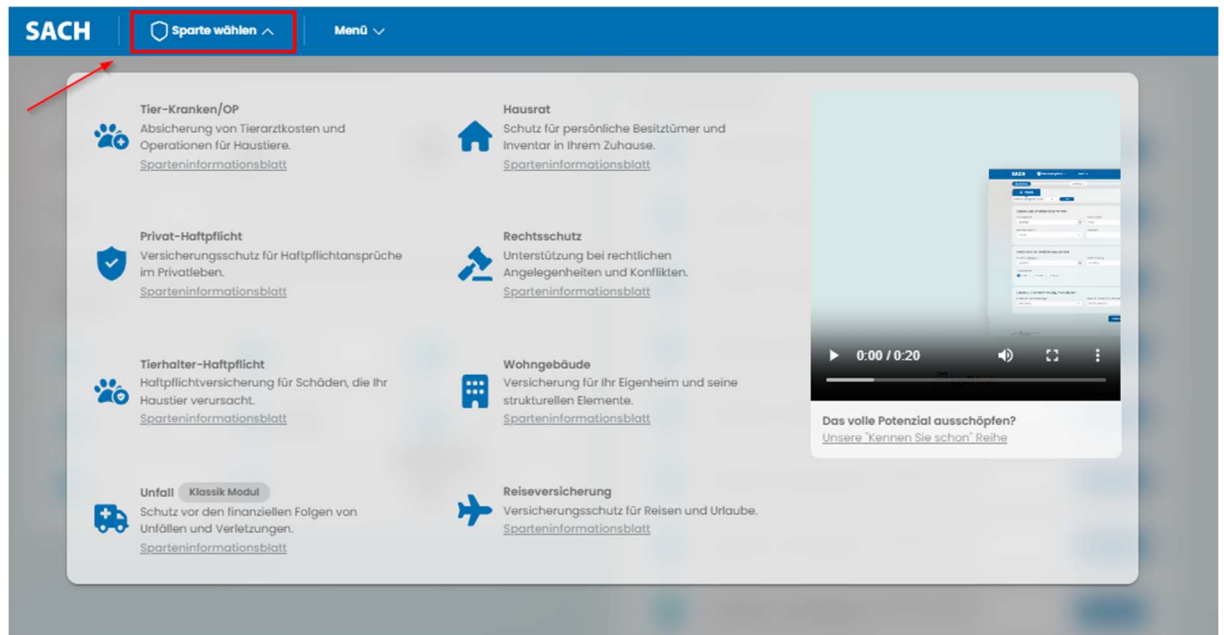 SACH
Sparte wählen
Menü
Tier-Kranken/OP
Absicherung von Tierarztkosten und
Operationen für Haustiere.
Sparteninformationsblatt
Hausrat
Schutz für persönliche Besitztümer und
Inventar in Ihrem Zuhause.
Sparteninformationsblatt
Privat-Haftpflicht
Versicherungsschutz für Haftpflichtansprüche
im Privatleben.
Sparteninformationsblatt
Rechtsschutz
Unterstützung bei rechtlichen
Angelegenheiten und Konflikten.
Sparteninformationsblatt
Tierhalter-Haftpflicht
Haftpflichtversicherung für Schäden, die Ihr
Haustier verursacht.
Sparteninformationsblatt
Wohngebäude
Versicherung für Ihr Eigenheim und seine
strukturellen Elemente.
Sparteninformationsblatt
Unfall Klassik Modul
Schutz vor den finanziellen Folgen von
Unfällen und Verletzungen.
Sparteninformationsblatt
Reiseversicherung
Versicherungsschutz für Reisen und Urlaube.
Sparteninformationsblatt
SACH
0:00 / 0:20
Das volle Potenzial ausschöpfen?
Unsere "Kennen Sie schon" Reihe